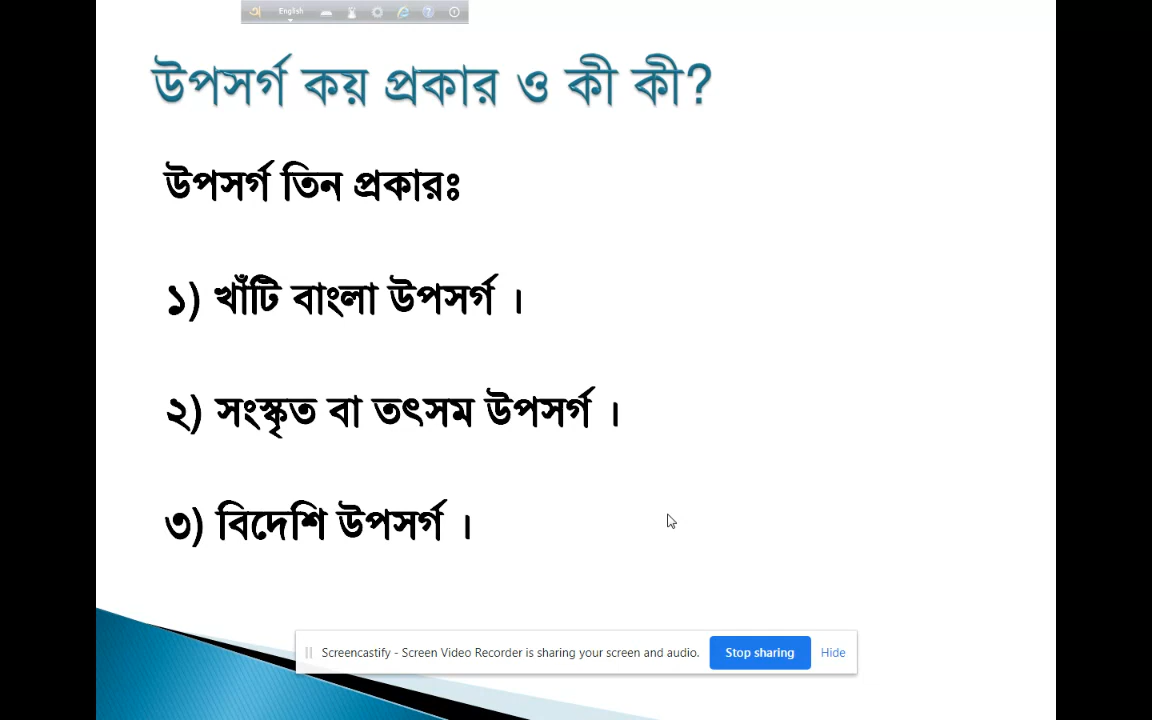 English
উপসর্গ কয় প্রকার ও কী কী?
উপসর্গ তিন প্রকারঃ
১) খাঁটি বাংলা উপসর্গ ।
২) সংস্কৃত বা তৎসম উপসর্গ ।
৩) বিদেশি উপসর্গ ।
Screencastify - Screen Video Recorder is sharing your screen and audio. Stop sharing Hide